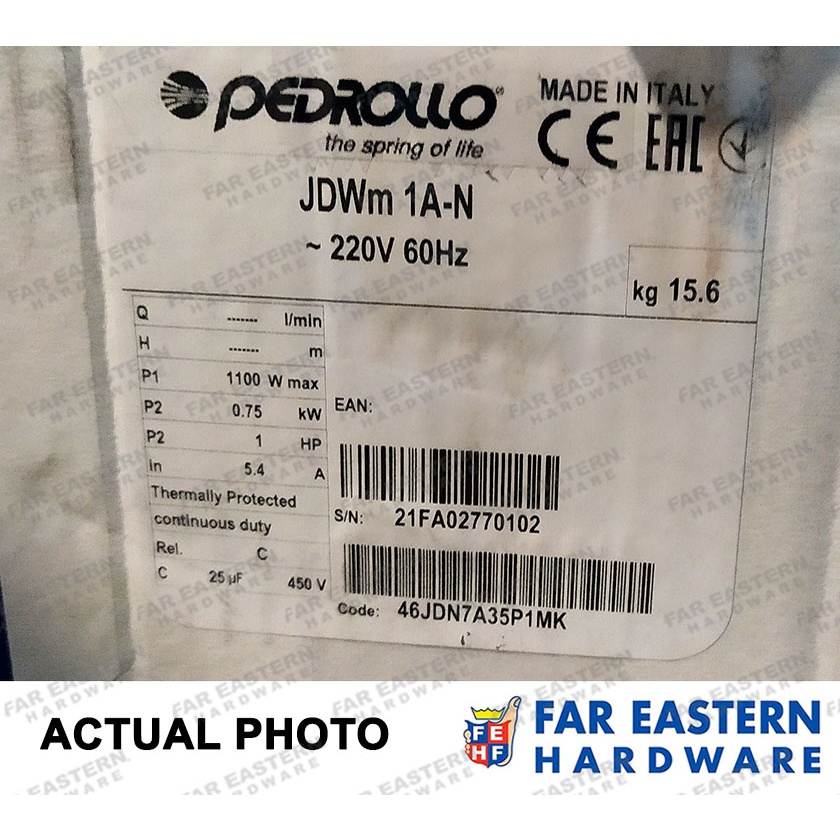 PEDROLLO
the spring of life
MADE IN ITALY
CE EAC
JDWm 1A-N
~ 220V 60Hz
kg 15.6
Q ------- l/min
H ------- m
P1 1100 W max
P2 0.75 kW
P2 1 HP
In 5.4 A
Thermally Protected
continuous duty
Rel. C
C 25 µF 450 V
EAN:
S/N: 21FA02770102
Code: 46JDN7A35P1MK
ACTUAL PHOTO
FEHF
FAR EASTERN
HARDWARE